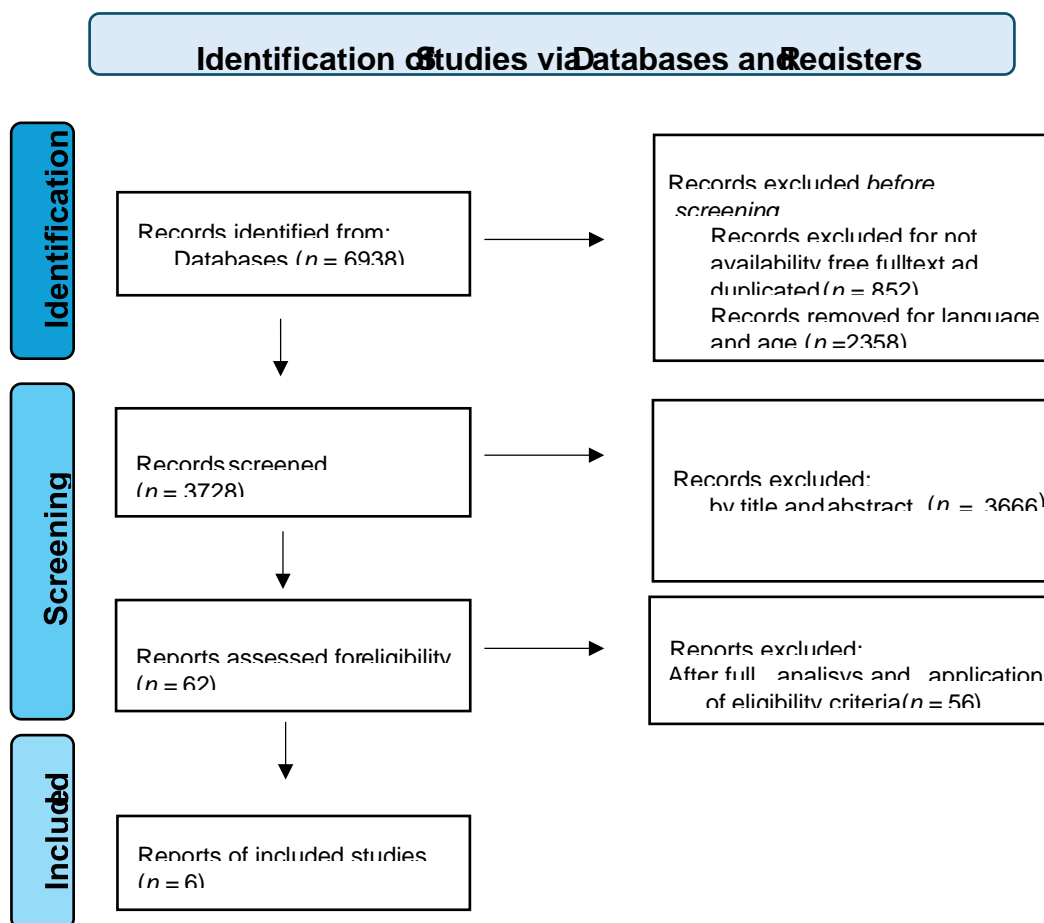 Identification of Studies via Databases and Registers
Identification
Records identified from:
Databases (n = 6938)
Records excluded before
screening
Records excluded for not
availability free fulltext ad
duplicated (n = 852)
Records removed for language
and age (n =2358)
Screening
Records screened
(n = 3728)
Records excluded:
by title and abstract (n = 3666)
Reports assessed for eligibility
(n = 62)
Reports excluded:
After full analisys and application
of eligibility criteria (n = 56)
Included
Reports of included studies
(n = 6)